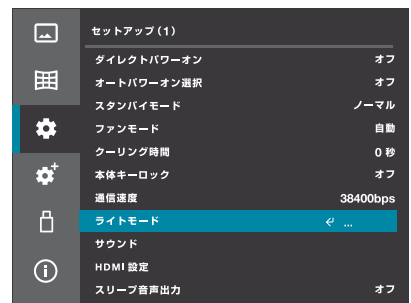 セットアップ(1)
ダイレクトパワーオン オフ
オートパワーオン選択 オフ
スタンバイモード ノーマル
ファンモード 自動
クーリング時間 0 秒
本体キーロック オフ
通信速度 38400bps
ライトモード ...
サウンド
HDMI 設定
スリープ音声出力 オフ